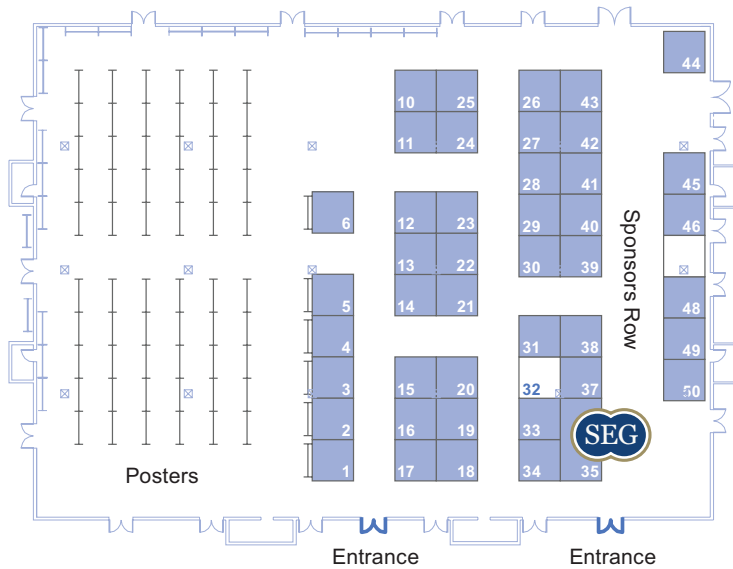 44
10 25 26 43
11 24 27 42
28 41 45
6 12 23 29 40 46
13 22 30 39
5 14 21 48
4 31 38 49
3 15 20 32 37 50
2 16 19 33 SEG
1 17 18 34 35
Sponsors Row
Posters
Entrance Entrance